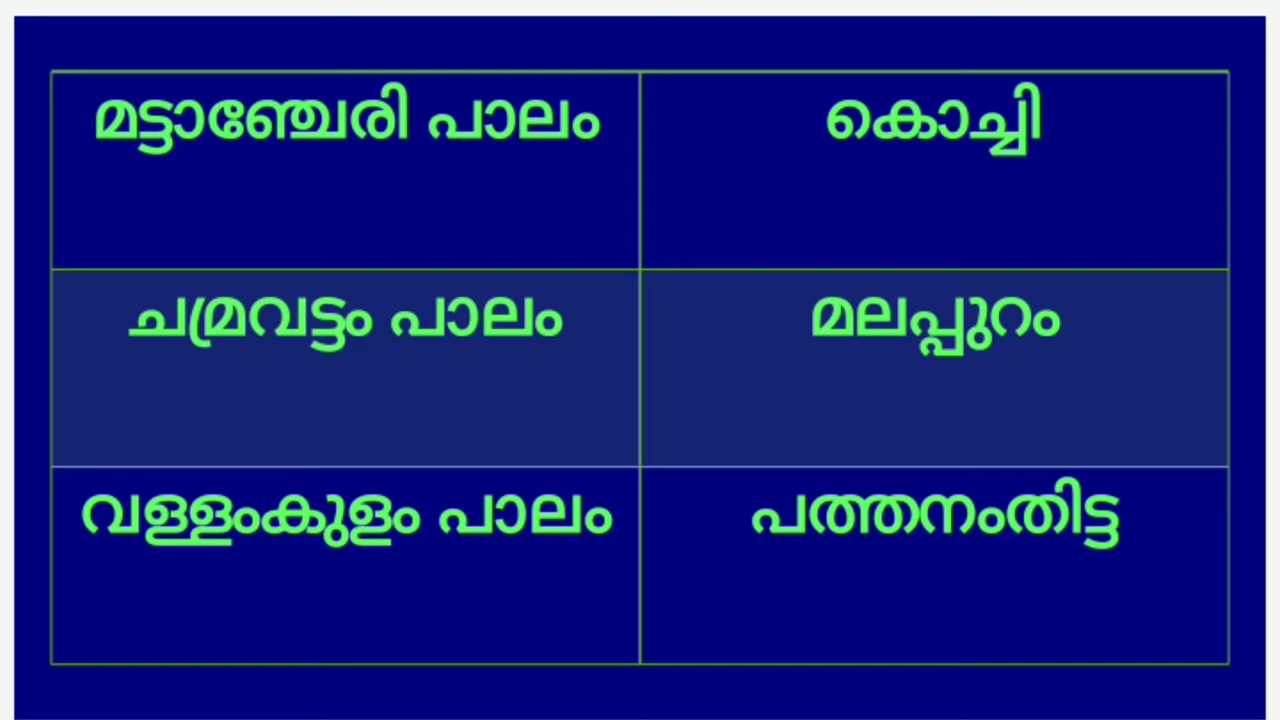 മട്ടാഞ്ചേരി പാലം
കൊച്ചി
ചമ്രവട്ടം പാലം
മലപ്പുറം
വള്ളംകുളം പാലം
പത്തനംതിട്ട